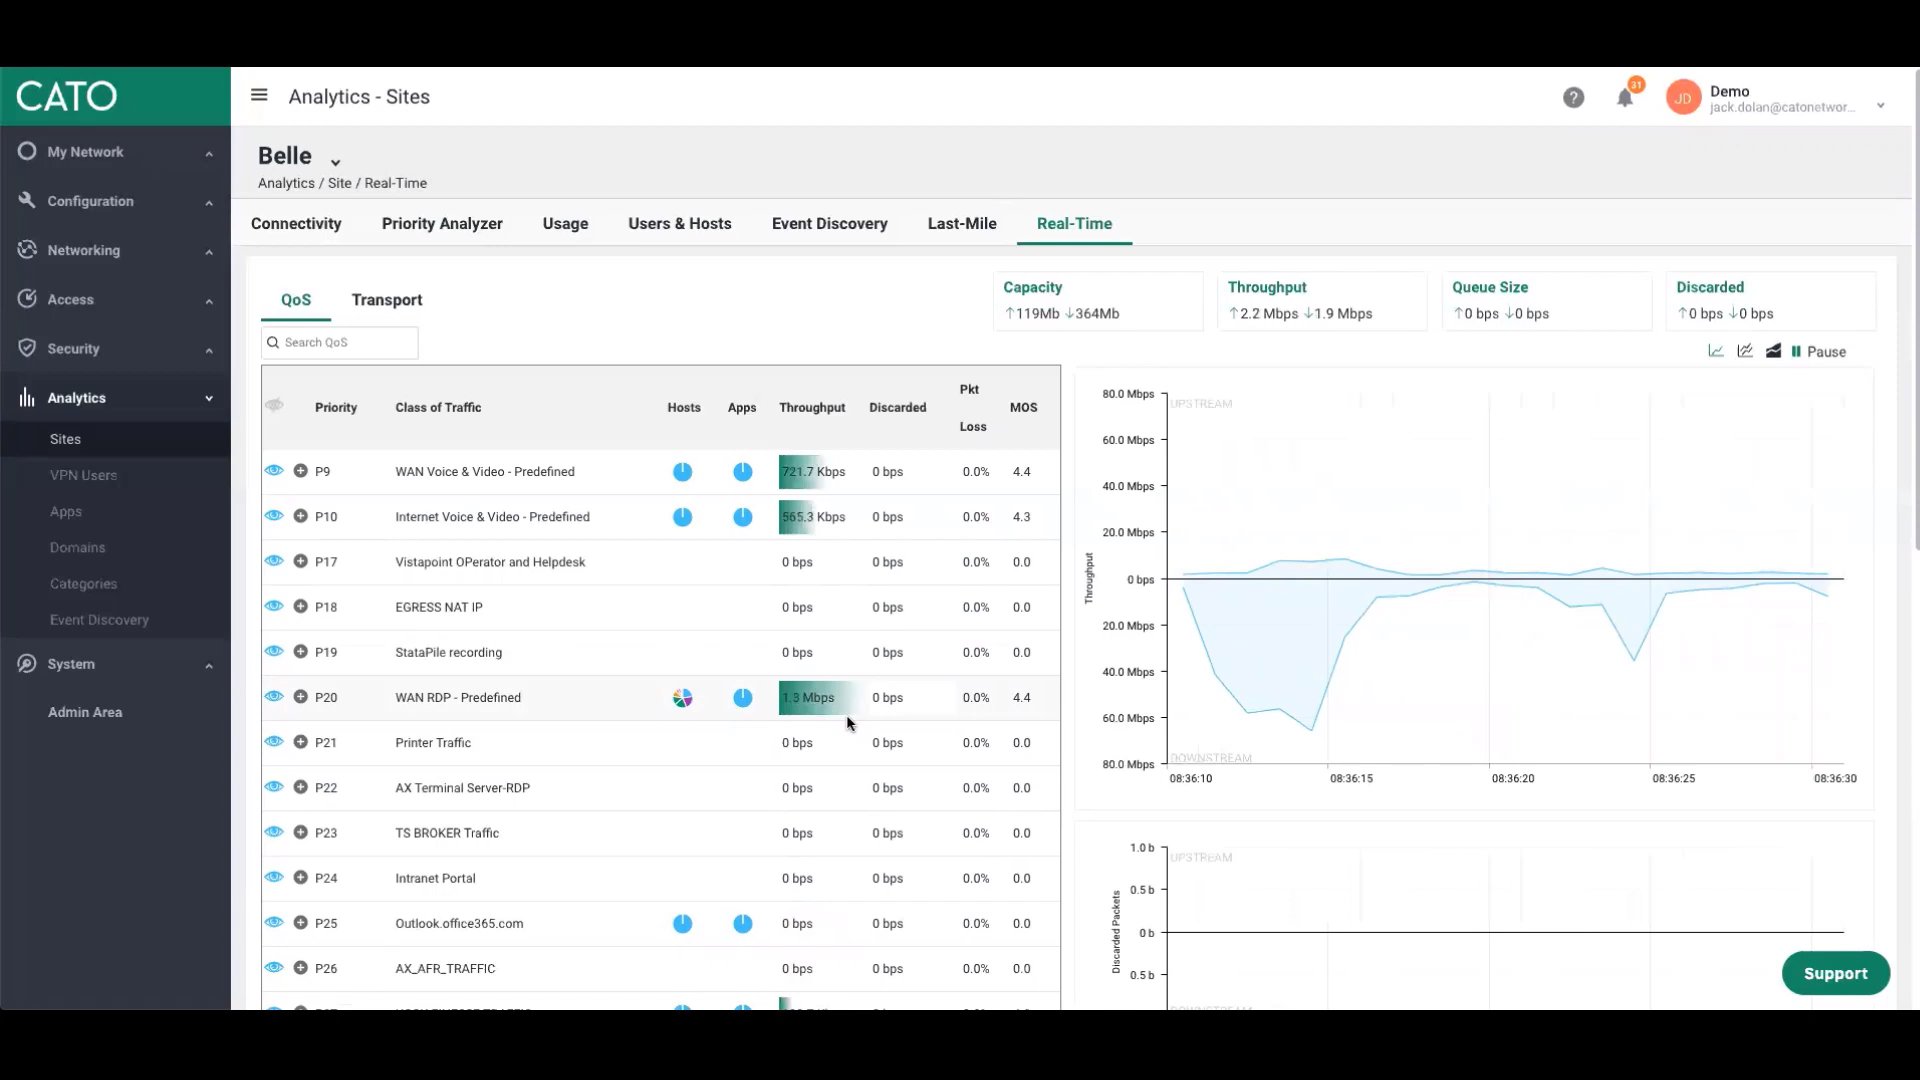 CATO
Analytics - Sites
31
JD
Demo
jack.dolan@catonetwor...
My Network
Configuration
Networking
Access
Security
Analytics
Sites
VPN Users
Apps
Domains
Categories
Event Discovery
System
Admin Area
Belle
Analytics / Site / Real-Time
Connectivity Priority Analyzer Usage Users & Hosts Event Discovery Last-Mile Real-Time
QoS Transport
Search QoS
Capacity
↑119Mb ↓364Mb
Throughput
↑2.2 Mbps ↓1.9 Mbps
Queue Size
↑0 bps ↓0 bps
Discarded
↑0 bps ↓0 bps
Pause
Priority Class of Traffic Hosts Apps Throughput Discarded Pkt Loss MOS
P9 WAN Voice & Video - Predefined 721.7 Kbps 0 bps 0.0% 4.4
P10 Internet Voice & Video - Predefined 565.3 Kbps 0 bps 0.0% 4.3
P17 Vistapoint OPerator and Helpdesk 0 bps 0 bps 0.0% 0.0
P18 EGRESS NAT IP 0 bps 0 bps 0.0% 0.0
P19 StataPile recording 0 bps 0 bps 0.0% 0.0
P20 WAN RDP - Predefined 1.3 Mbps 0 bps 0.0% 4.4
P21 Printer Traffic 0 bps 0 bps 0.0% 0.0
P22 AX Terminal Server-RDP 0 bps 0 bps 0.0% 0.0
P23 TS BROKER Traffic 0 bps 0 bps 0.0% 0.0
P24 Intranet Portal 0 bps 0 bps 0.0% 0.0
P25 Outlook.office365.com 0 bps 0 bps 0.0% 0.0
P26 AX_AFR_TRAFFIC 0 bps 0 bps 0.0% 0.0
80.0 Mbps
UPSTREAM
60.0 Mbps
40.0 Mbps
20.0 Mbps
0 bps
Throughput
20.0 Mbps
40.0 Mbps
60.0 Mbps
DOWNSTREAM
80.0 Mbps
08:36:10 08:36:15 08:36:20 08:36:25 08:36:30
1.0 b
UPSTREAM
0.5 b
0 b
Discarded Packets
0.5 b
Support